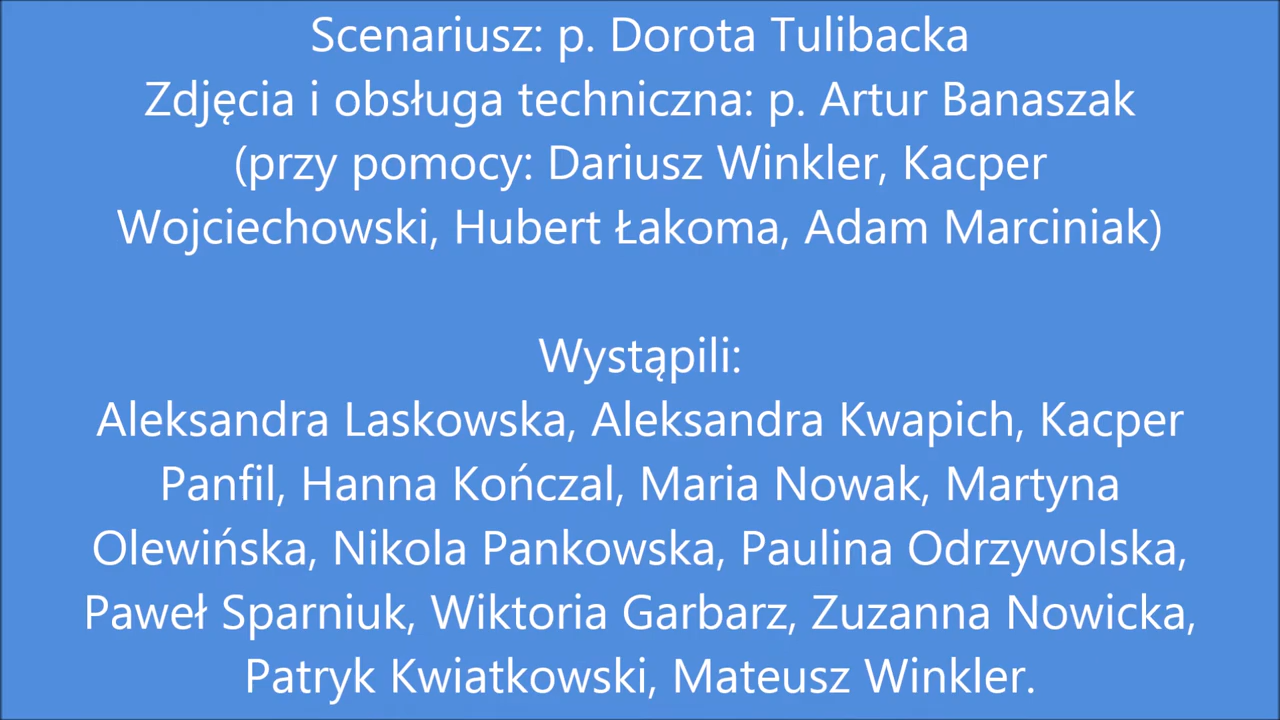 Scenariusz: p. Dorota Tulibacka
Zdjęcia i obsługa techniczna: p. Artur Banaszak
(przy pomocy: Dariusz Winkler, Kacper
Wojciechowski, Hubert Łakoma, Adam Marciniak)
Wystąpili:
Aleksandra Laskowska, Aleksandra Kwapich, Kacper
Panfil, Hanna Kończal, Maria Nowak, Martyna
Olewińska, Nikola Pankowska, Paulina Odrzywolska,
Paweł Sparniuk, Wiktoria Garbarz, Zuzanna Nowicka,
Patryk Kwiatkowski, Mateusz Winkler.